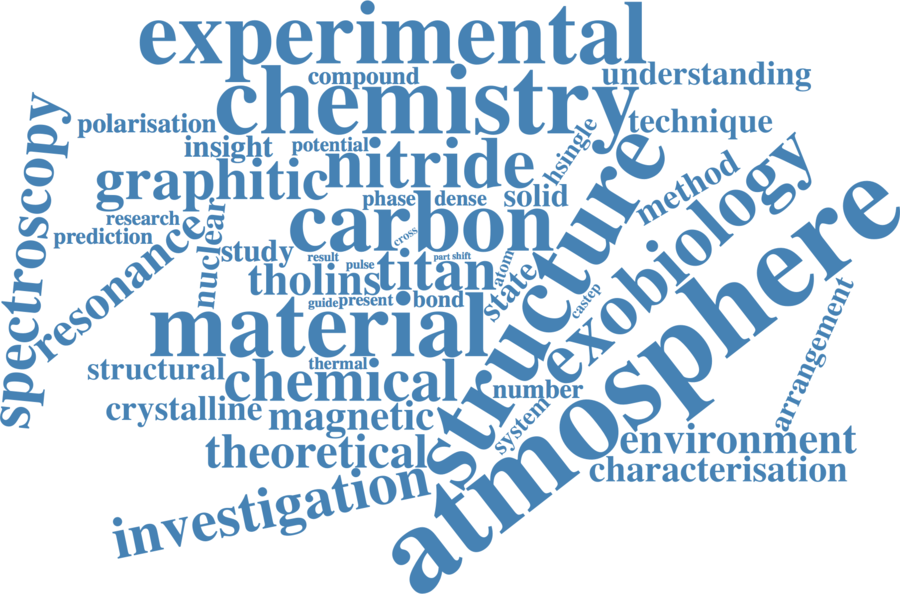 experimental
compound
understanding
chemistry
polarisation
technique
spectroscopy
insight
potential
hsingle
nitride
graphitic
structure
method
exobiology
phase
dense
solid
atmosphere
research
nuclear
carbon
prediction
resonance
cross
study
result
pulse
part
shift
atom
titan
tholins
state
castep
guide
present
bond
material
arrangement
structural
thermal
chemical
number
crystalline
magnetic
system
theoretical
environment
characterisation
investigation